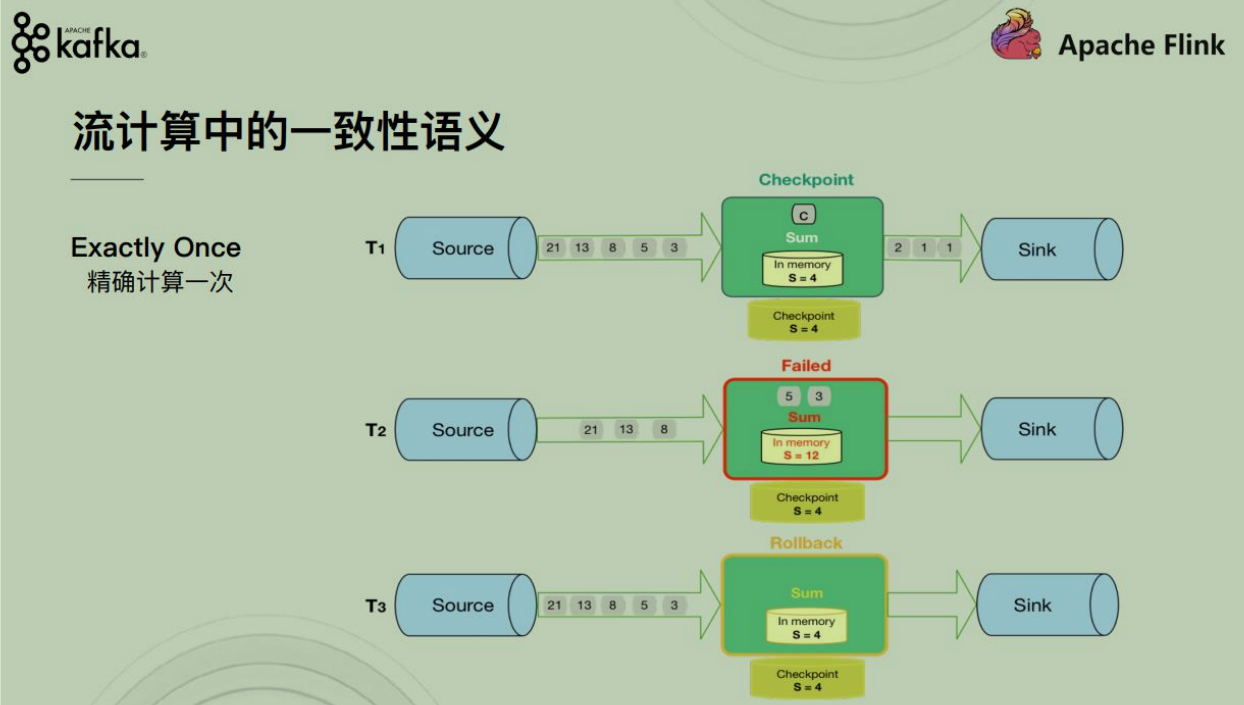 APACHE
kafka®
Apache Flink
流计算中的一致性语义
Exactly Once
精确计算一次
Checkpoint
T1
Source
21 13 8 5 3
C
Sum
In memory
S = 4
2 1 1
Sink
Checkpoint
S = 4
Failed
T2
Source
21 13 8
5 3
Sum
In memory
S = 12
Sink
Checkpoint
S = 4
Rollback
T3
Source
21 13 8 5 3
Sum
In memory
S = 4
Sink
Checkpoint
S = 4